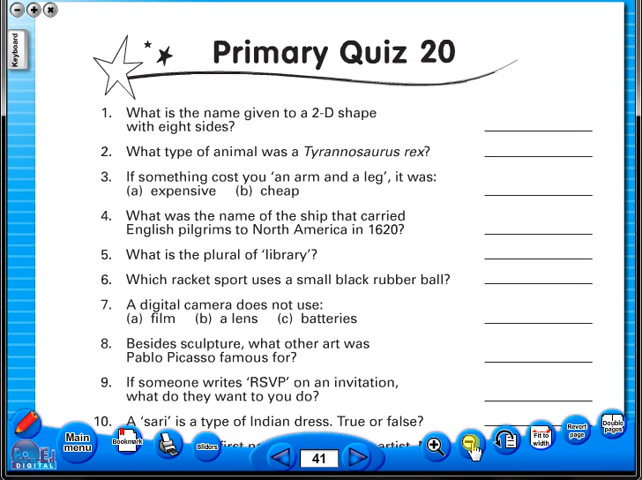 Keyboard
Primary Quiz 20
1. What is the name given to a 2-D shape
with eight sides?
2. What type of animal was a Tyrannosaurus rex?
3. If something cost you ‘an arm and a leg’, it was:
(a) expensive (b) cheap
4. What was the name of the ship that carried
English pilgrims to North America in 1620?
5. What is the plural of ‘library’?
6. Which racket sport uses a small black rubber ball?
7. A digital camera does not use:
(a) film (b) a lens (c) batteries
8. Besides sculpture, what other art was
Pablo Picasso famous for?
9. If someone writes ‘RSVP’ on an invitation,
what do they want to you do?
10. A ‘sari’ is a type of Indian dress. True or false?
Main
menu
Bookmark
Sliders
41
Fit to
width
Revert
page
Double
pages
DIGITAL